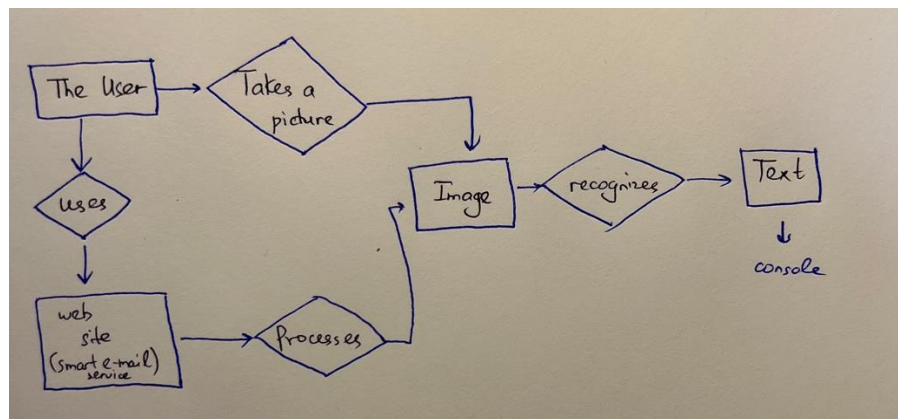 The User
Takes a
picture
uses
web
site
(smart e-mail)
service
Processes
Image
recognizes
Text
console